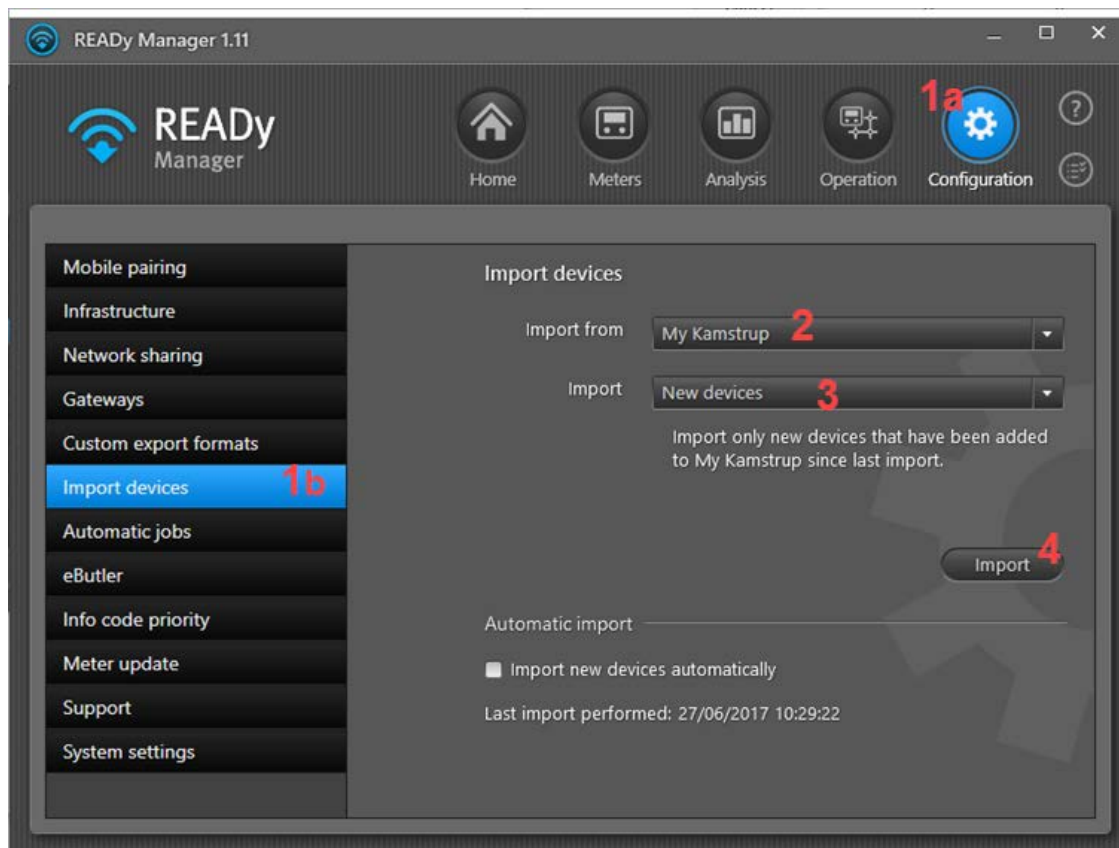 READy Manager 1.11
READy
Manager
1a
?
Home
Meters
Analysis
Operation
Configuration
Mobile pairing
Infrastructure
Network sharing
Gateways
Custom export formats
Import devices 1b
Automatic jobs
eButler
Info code priority
Meter update
Support
System settings
Import devices
Import from My Kamstrup 2
Import New devices 3
Import only new devices that have been added
to My Kamstrup since last import.
Import 4
Automatic import
Import new devices automatically
Last import performed: 27/06/2017 10:29:22